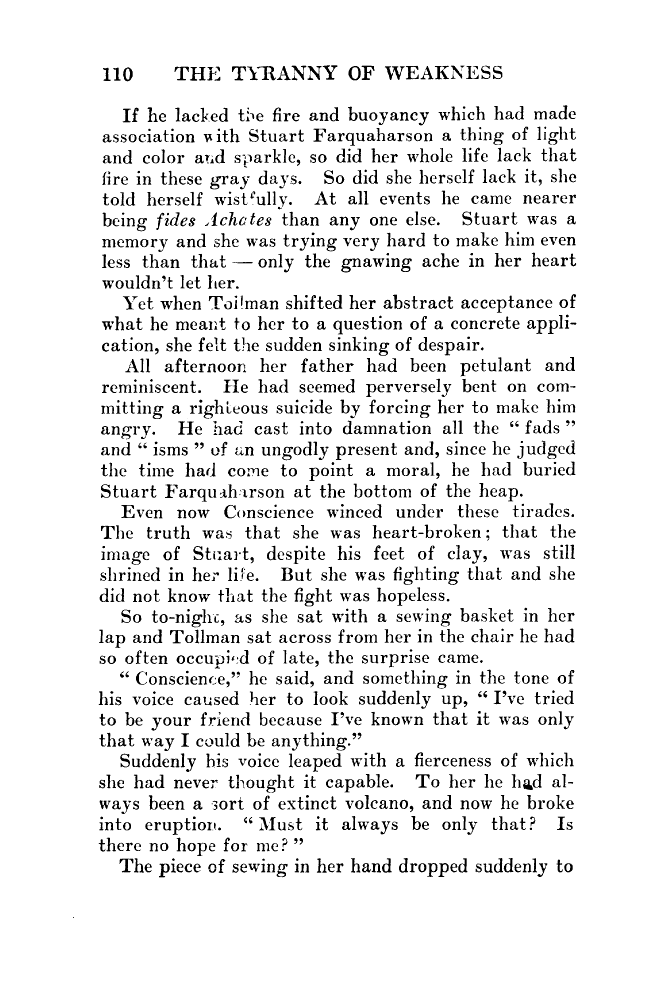 110 THE TYRANNY OF WEAKNESS
If he lacked the fire and buoyancy which had made
association with Stuart Farquaharson a thing of light
and color and sparkle, so did her whole life lack that
fire in these gray days. So did she herself lack it, she
told herself wistfully. At all events he came nearer
being fides Achates than any one else. Stuart was a
memory and she was trying very hard to make him even
less than that — only the gnawing ache in her heart
wouldn't let her.
Yet when Tollman shifted her abstract acceptance of
what he meant to her to a question of a concrete appli-
cation, she felt the sudden sinking of despair.
All afternoon her father had been petulant and
reminiscent. He had seemed perversely bent on com-
mitting a righteous suicide by forcing her to make him
angry. He had cast into damnation all the “ fads ”
and “ isms ” of an ungodly present and, since he judged
the time had come to point a moral, he had buried
Stuart Farquaharson at the bottom of the heap.
Even now Conscience winced under these tirades.
The truth was that she was heart-broken; that the
image of Stuart, despite his feet of clay, was still
shrined in her life. But she was fighting that and she
did not know that the fight was hopeless.
So to-night, as she sat with a sewing basket in her
lap and Tollman sat across from her in the chair he had
so often occupied of late, the surprise came.
“ Conscience,” he said, and something in the tone of
his voice caused her to look suddenly up, “ I've tried
to be your friend because I've known that it was only
that way I could be anything.”
Suddenly his voice leaped with a fierceness of which
she had never thought it capable. To her he had al-
ways been a sort of extinct volcano, and now he broke
into eruption. “ Must it always be only that? Is
there no hope for me? ”
The piece of sewing in her hand dropped suddenly to